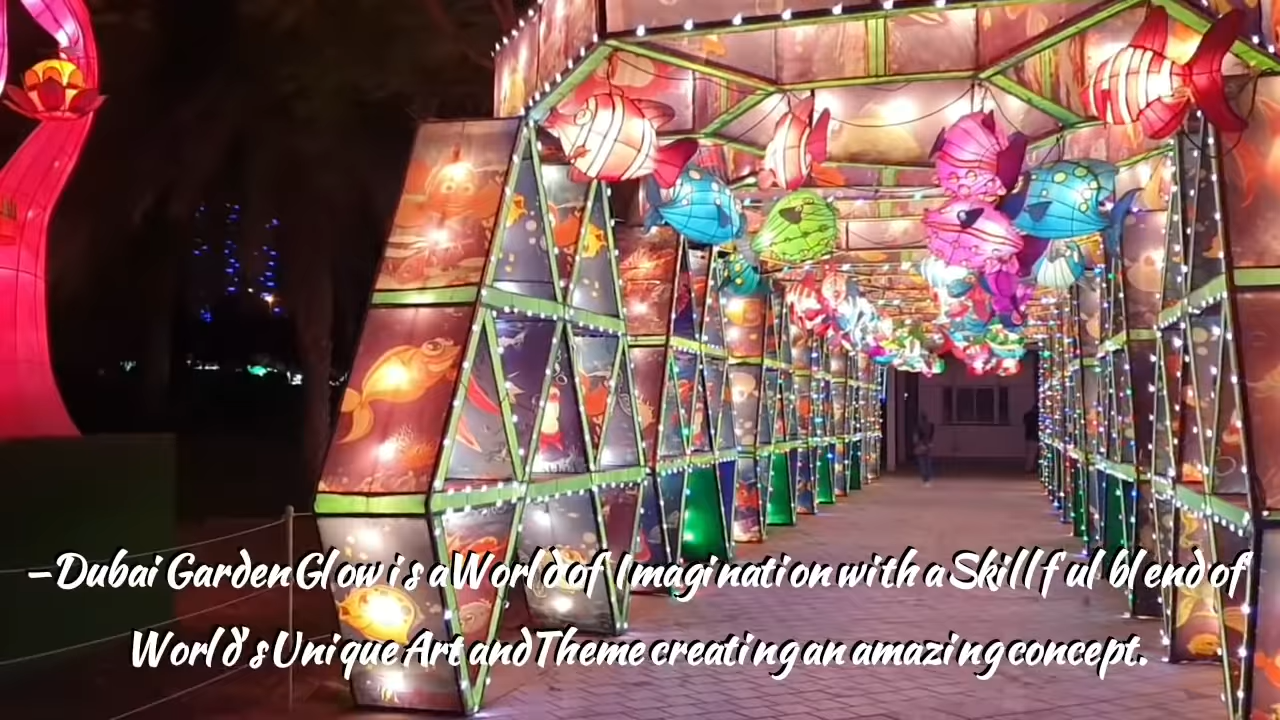 –Dubai Garden Glow is a World of Imagination with a Skillful blend of
World's Unique Art and Theme creating an amazing concept.